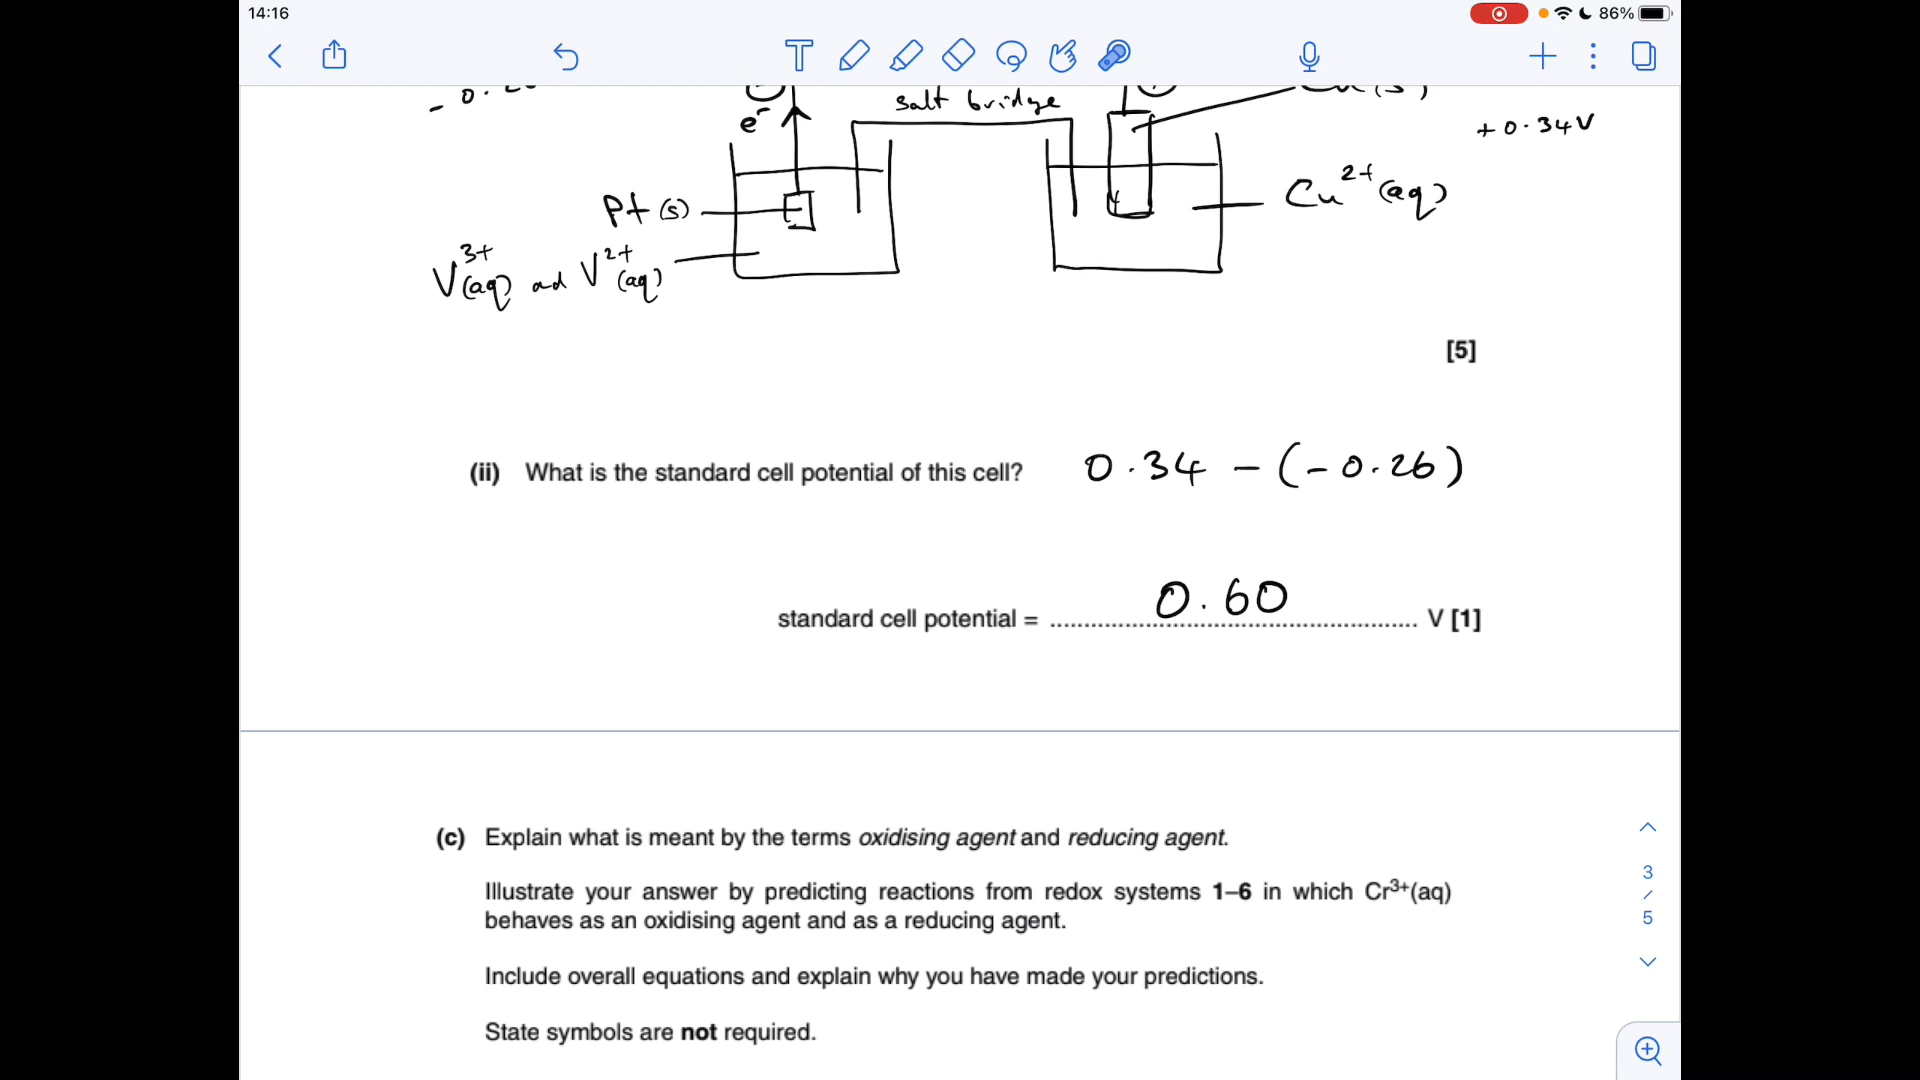 14:16
86%
salt bridge
e⁻
+0.34V
Pt (s)
Cu²⁺(aq)
V³⁺(aq) and V²⁺(aq)
[5]
(ii) What is the standard cell potential of this cell? 0.34 - (-0.26)
standard cell potential = 0.60 V [1]
(c) Explain what is meant by the terms oxidising agent and reducing agent.
Illustrate your answer by predicting reactions from redox systems 1–6 in which Cr³⁺(aq)
behaves as an oxidising agent and as a reducing agent.
3
/
5
Include overall equations and explain why you have made your predictions.
State symbols are not required.